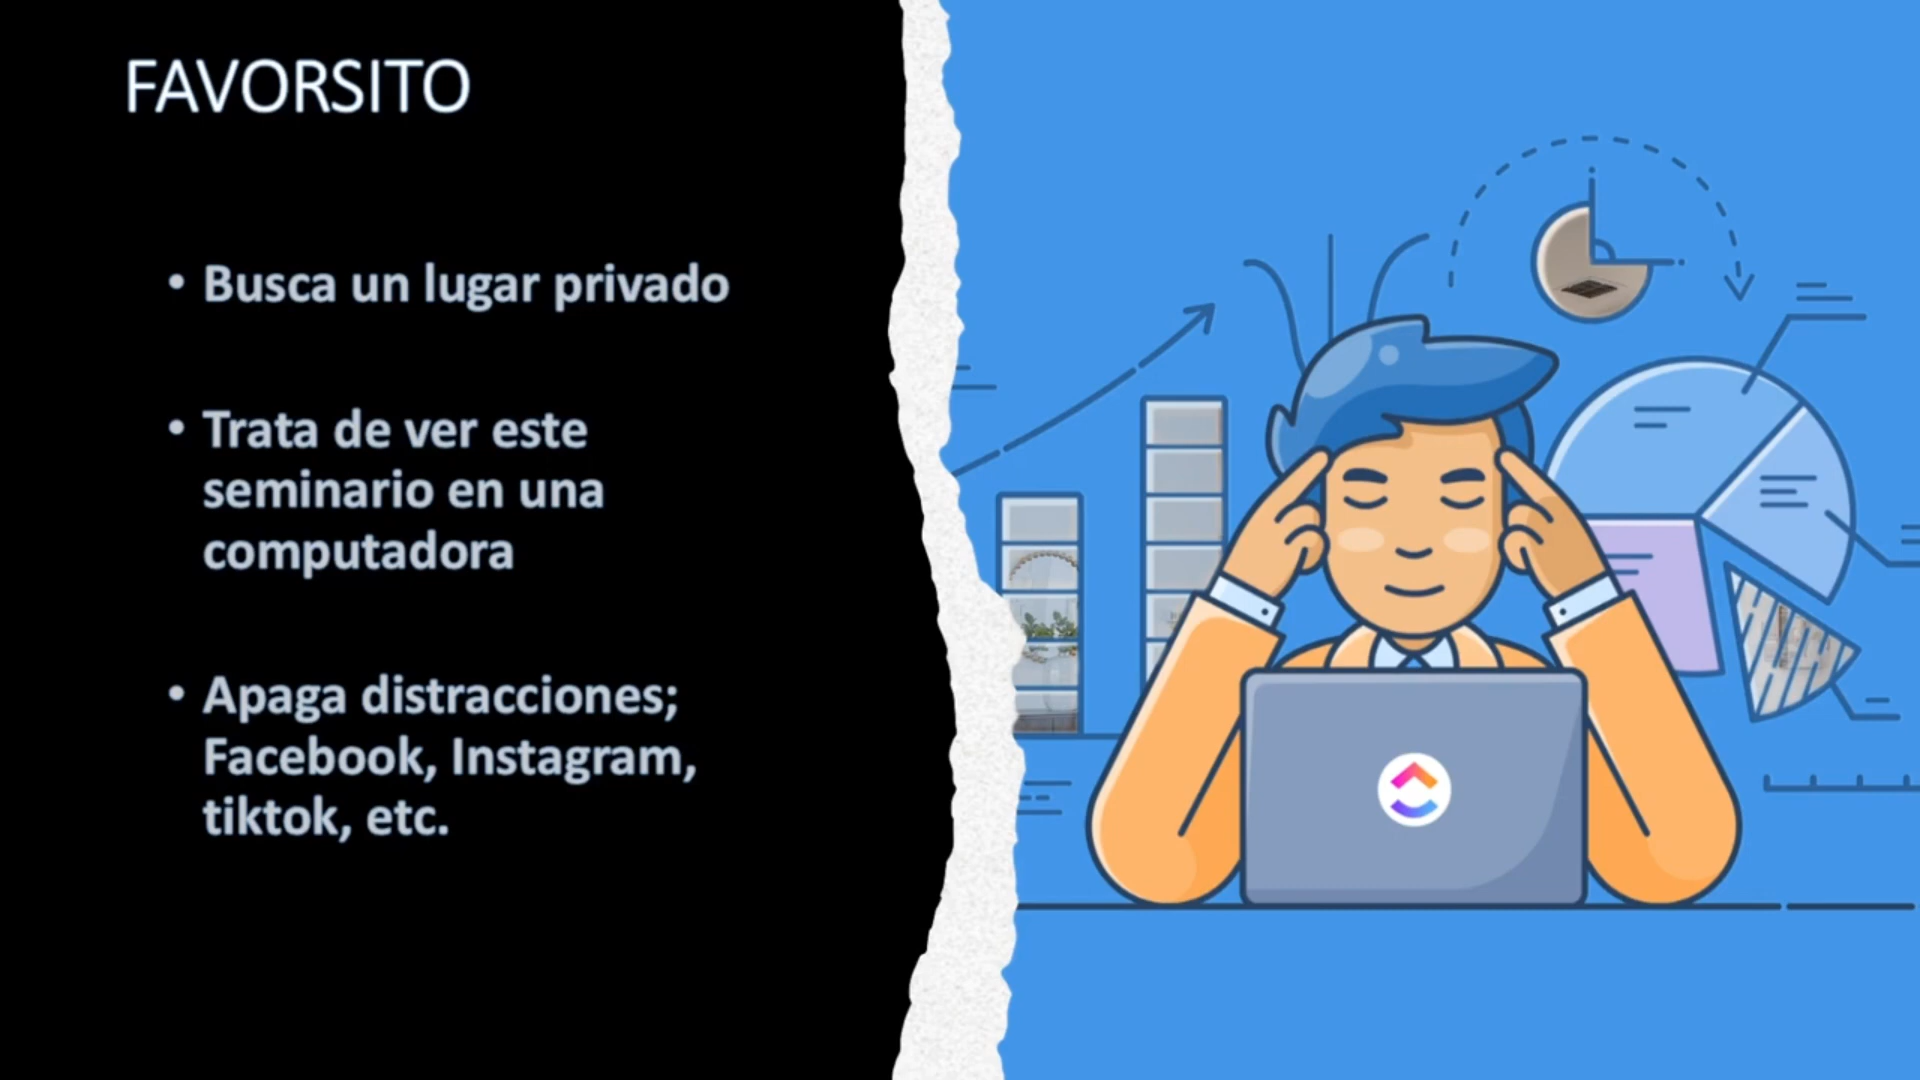 FAVORSITO
• Busca un lugar privado
• Trata de ver este
seminario en una
computadora
• Apaga distracciones;
Facebook, Instagram,
tiktok, etc.